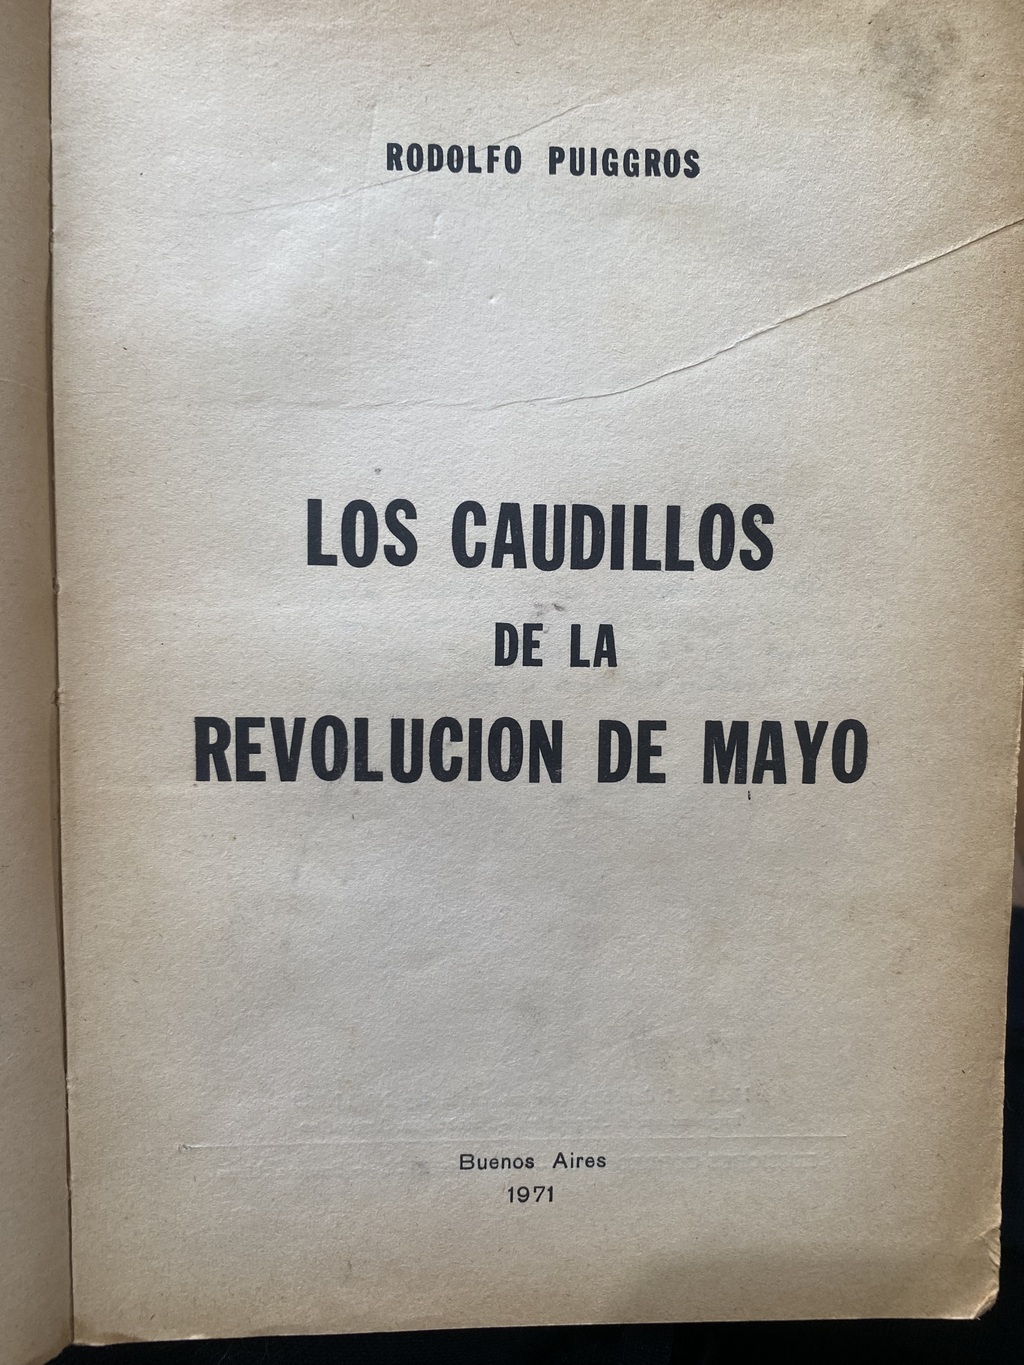 RODOLFO PUIGGROS
LOS CAUDILLOS
DE LA
REVOLUCION DE MAYO
Buenos Aires
1971